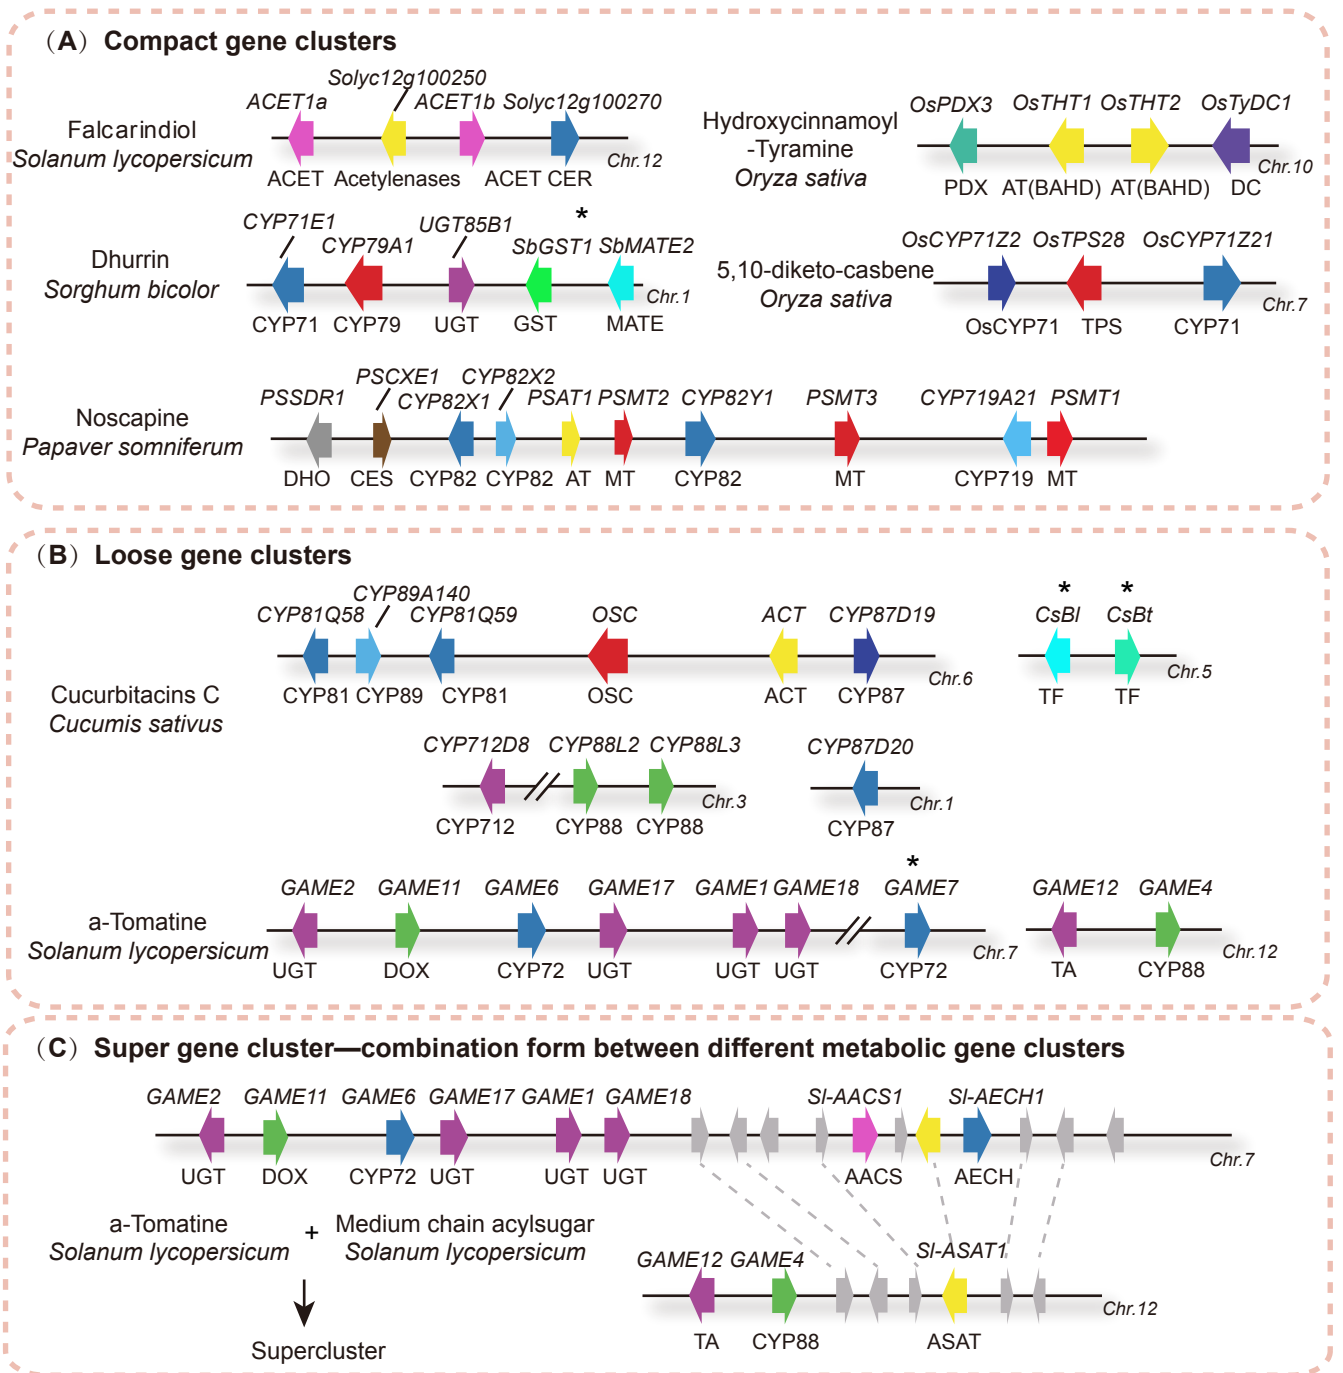 (A) Compact gene clusters
Solyc12g100250
ACET1a ACET1b Solyc12g100270
Falcarindiol
Solanum lycopersicum
Chr.12
ACET Acetylenases ACET CER
OsPDX3 OsTHT1 OsTHT2 OsTyDC1
Hydroxycinnamoyl
-Tyramine
Oryza sativa
Chr.10
PDX AT(BAHD) AT(BAHD) DC
CYP71E1 UGT85B1 *
CYP79A1 SbGST1 SbMATE2
Dhurrin
Sorghum bicolor
Chr.1
CYP71 CYP79 UGT GST MATE
OsCYP71Z2 OsTPS28 OsCYP71Z21
5,10-diketo-casbene
Oryza sativa
Chr.7
OsCYP71 TPS CYP71
PSCXE1 CYP82X2
PSSDR1 CYP82X1 PSAT1 PSMT2 CYP82Y1 PSMT3 CYP719A21 PSMT1
Noscapine
Papaver somniferum
DHO CES CYP82 CYP82 AT MT CYP82 MT CYP719 MT
(B) Loose gene clusters
CYP89A140 * *
CYP81Q58 CYP81Q59 OSC ACT CYP87D19 CsBl CsBt
Chr.6 Chr.5
CYP81 CYP89 CYP81 OSC ACT CYP87 TF TF
Cucurbitacins C
Cucumis sativus
CYP712D8 CYP88L2 CYP88L3 CYP87D20
Chr.3 Chr.1
CYP712 CYP88 CYP88 CYP87
*
GAME2 GAME11 GAME6 GAME17 GAME1 GAME18 GAME7 GAME12 GAME4
a-Tomatine
Solanum lycopersicum
Chr.7 Chr.12
UGT DOX CYP72 UGT UGT UGT CYP72 TA CYP88
(C) Super gene cluster—combination form between different metabolic gene clusters
GAME2 GAME11 GAME6 GAME17 GAME1 GAME18 Sl-AACS1 Sl-AECH1
Chr.7
UGT DOX CYP72 UGT UGT UGT AACS AECH
a-Tomatine + Medium chain acylsugar
Solanum lycopersicum Solanum lycopersicum
GAME12 GAME4 Sl-ASAT1
Chr.12
TA CYP88 ASAT
Supercluster